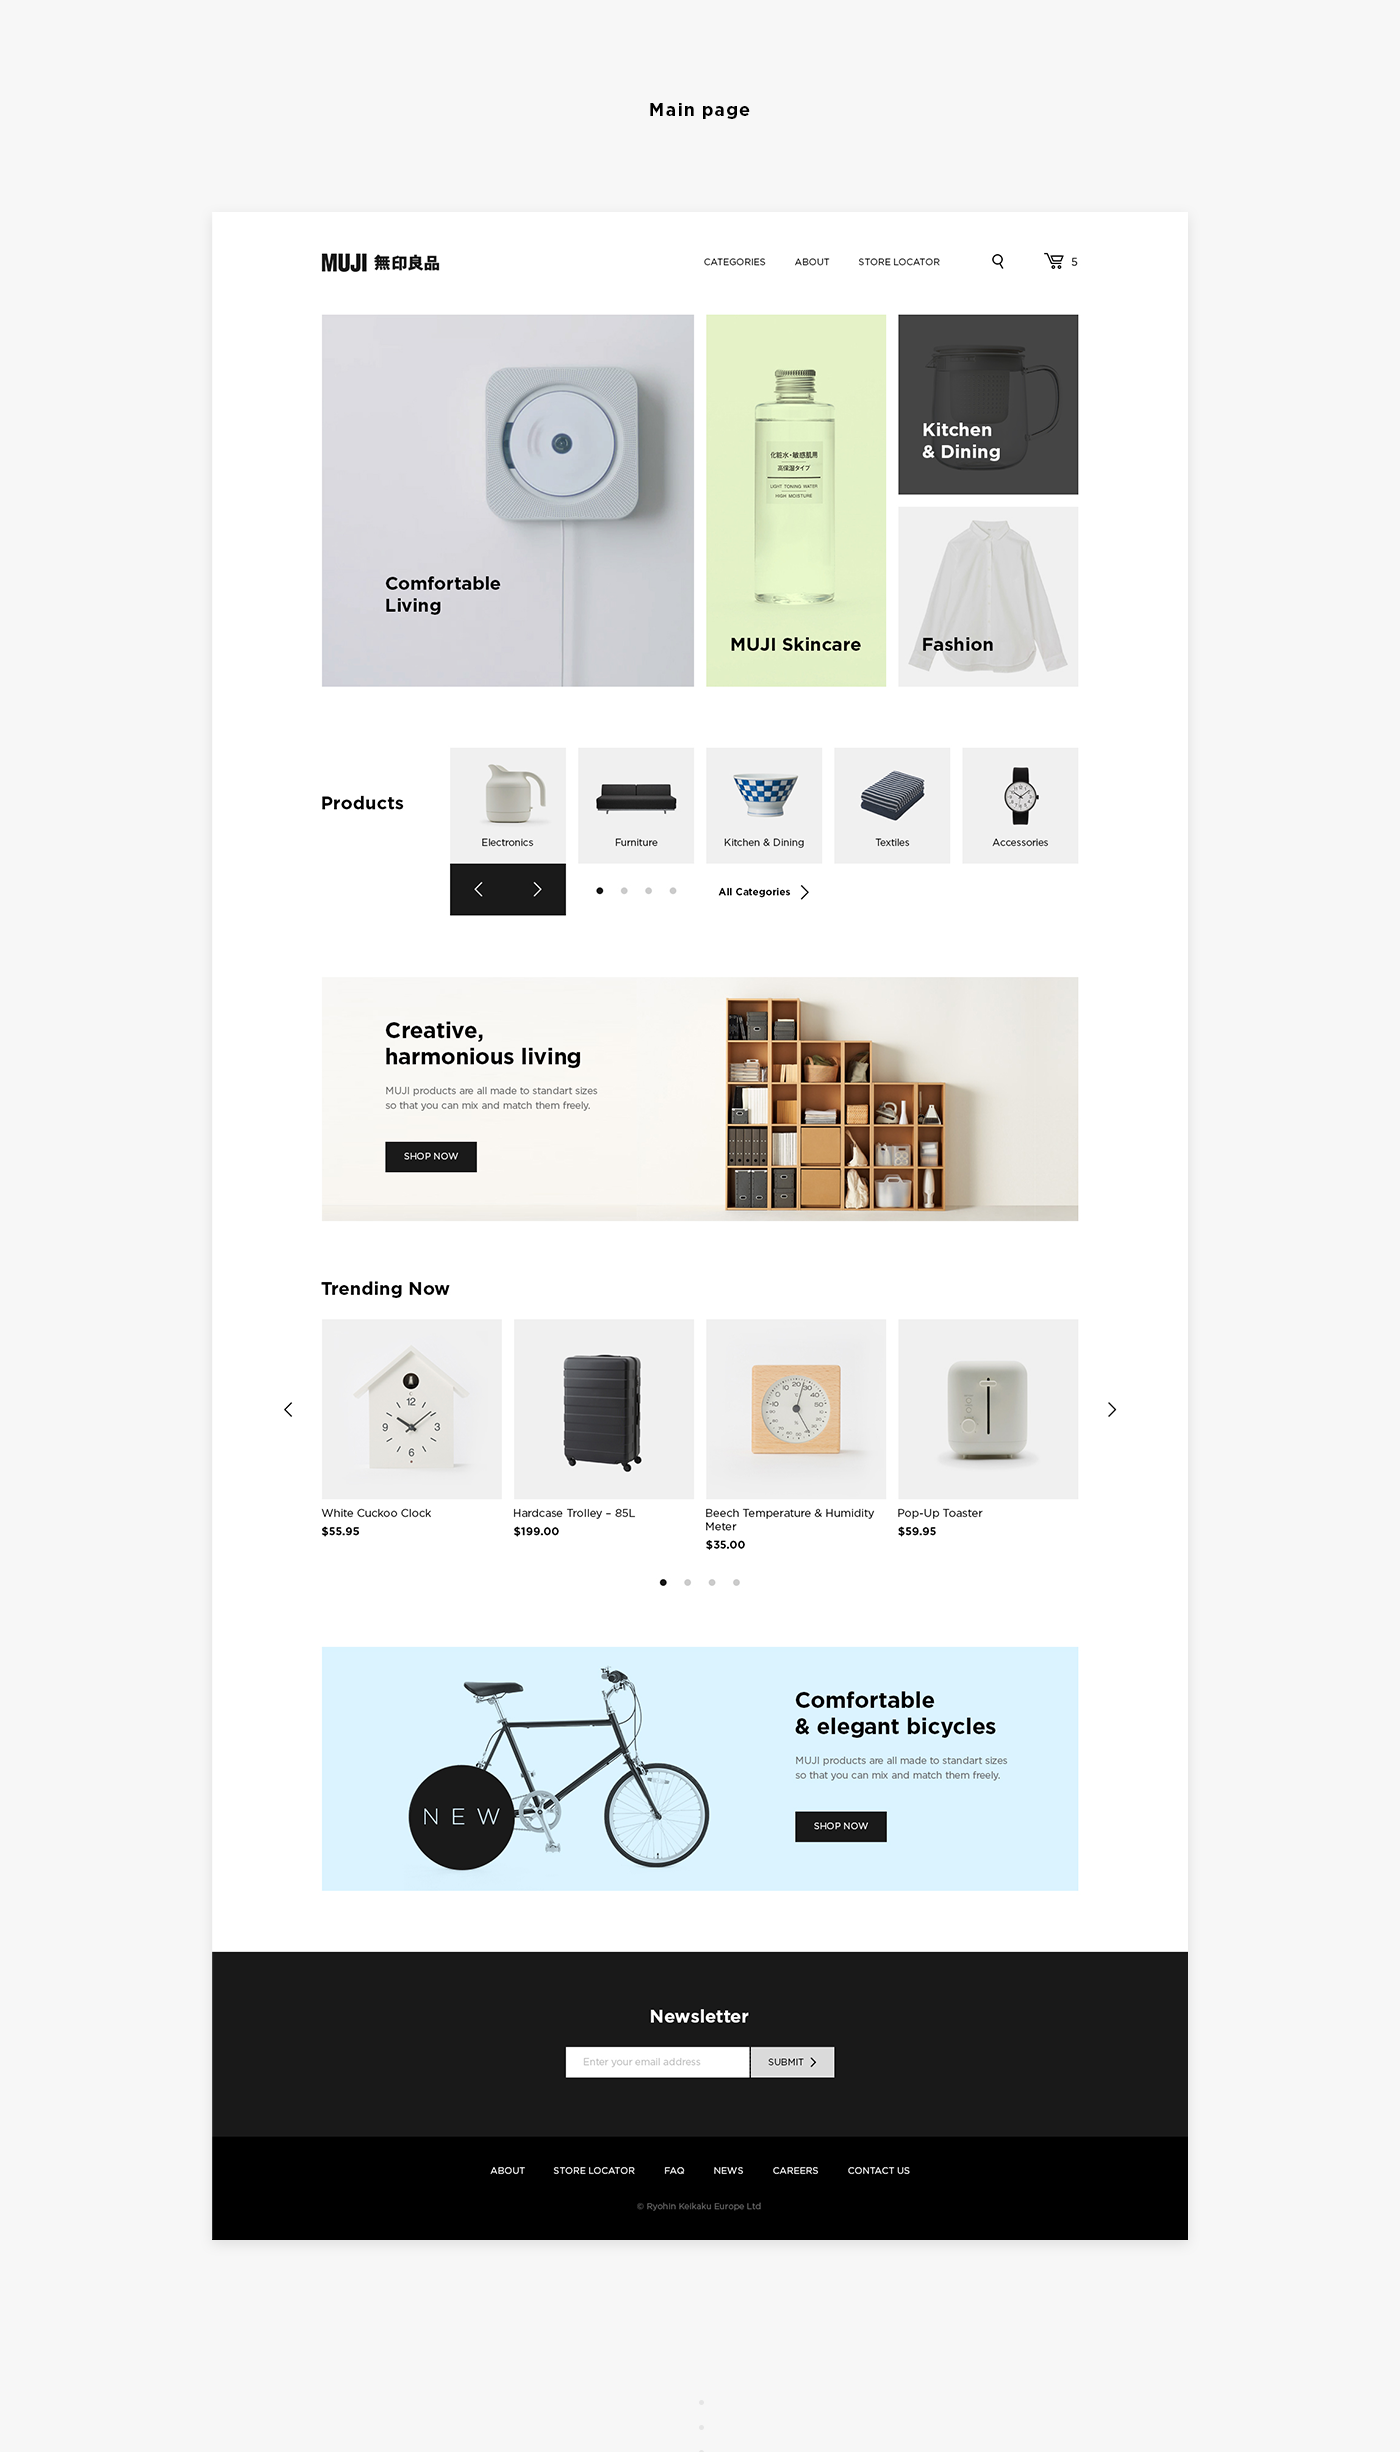 Main page
MUJI 無印良品
CATEGORIES
ABOUT
STORE LOCATOR
5
Comfortable
Living
化粧水・敏感肌用
高保湿タイプ
LIGHT TONING WATER
HIGH MOISTURE
MUJI Skincare
Kitchen
& Dining
Fashion
Products
Electronics
Furniture
Kitchen & Dining
Textiles
Accessories
All Categories
Creative,
harmonious living
MUJI products are all made to standart sizes
so that you can mix and match them freely.
SHOP NOW
Trending Now
12
9 3
6
White Cuckoo Clock
$55.95
Hardcase Trolley – 85L
$199.00
Beech Temperature & Humidity
Meter
$35.00
Pop-Up Toaster
$59.95
NEW
Comfortable
& elegant bicycles
MUJI products are all made to standart sizes
so that you can mix and match them freely.
SHOP NOW
Newsletter
Enter your email address
SUBMIT
ABOUT
STORE LOCATOR
FAQ
NEWS
CAREERS
CONTACT US
© Ryohin Keikaku Europe Ltd